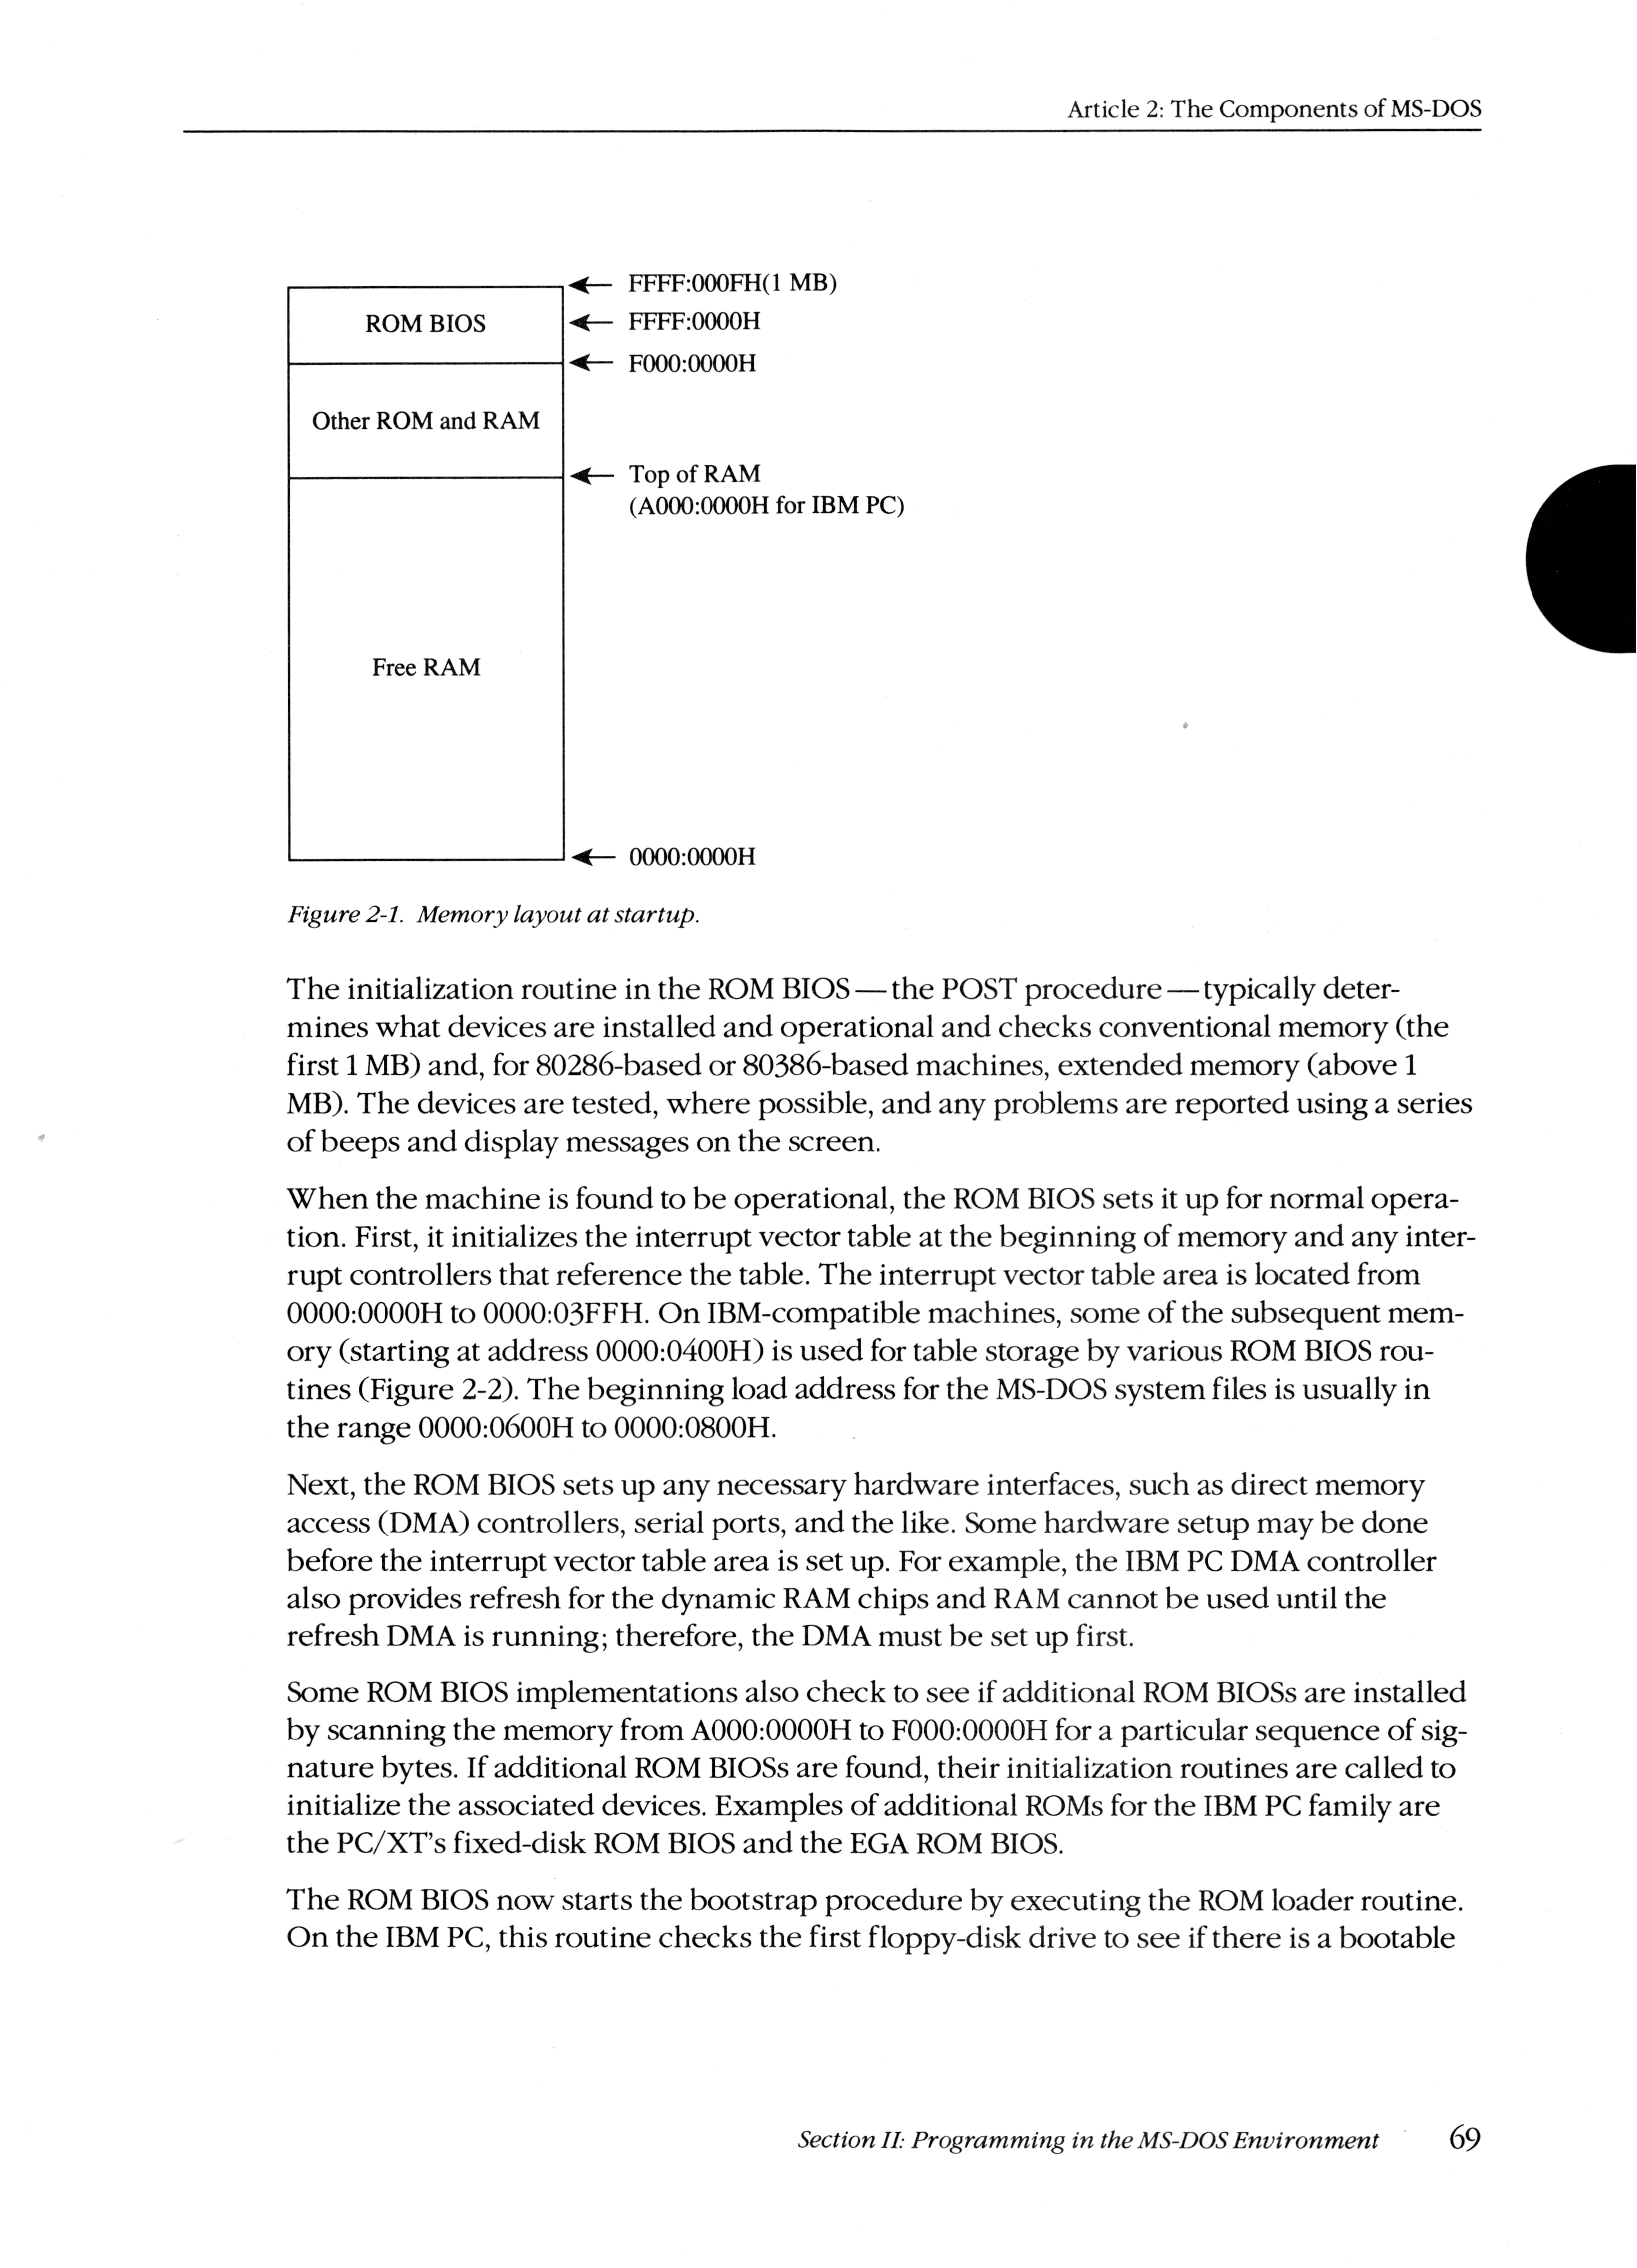 Article 2: The Components of MS-DOS
FFFF:000FH(1 MB)
ROM BIOS
FFFF:0000H
F000:0000H
Other ROM and RAM
Top of RAM
(A000:0000H for IBM PC)
Free RAM
0000:0000H
Figure 2-1. Memory layout at startup.
The initialization routine in the ROM BIOS — the POST procedure — typically deter-
mines what devices are installed and operational and checks conventional memory (the
first 1 MB) and, for 80286-based or 80386-based machines, extended memory (above 1
MB). The devices are tested, where possible, and any problems are reported using a series
of beeps and display messages on the screen.
When the machine is found to be operational, the ROM BIOS sets it up for normal opera-
tion. First, it initializes the interrupt vector table at the beginning of memory and any inter-
rupt controllers that reference the table. The interrupt vector table area is located from
0000:0000H to 0000:03FFH. On IBM-compatible machines, some of the subsequent mem-
ory (starting at address 0000:0400H) is used for table storage by various ROM BIOS rou-
tines (Figure 2-2). The beginning load address for the MS-DOS system files is usually in
the range 0000:0600H to 0000:0800H.
Next, the ROM BIOS sets up any necessary hardware interfaces, such as direct memory
access (DMA) controllers, serial ports, and the like. Some hardware setup may be done
before the interrupt vector table area is set up. For example, the IBM PC DMA controller
also provides refresh for the dynamic RAM chips and RAM cannot be used until the
refresh DMA is running; therefore, the DMA must be set up first.
Some ROM BIOS implementations also check to see if additional ROM BIOSs are installed
by scanning the memory from A000:0000H to F000:0000H for a particular sequence of sig-
nature bytes. If additional ROM BIOSs are found, their initialization routines are called to
initialize the associated devices. Examples of additional ROMs for the IBM PC family are
the PC/XT's fixed-disk ROM BIOS and the EGA ROM BIOS.
The ROM BIOS now starts the bootstrap procedure by executing the ROM loader routine.
On the IBM PC, this routine checks the first floppy-disk drive to see if there is a bootable
Section II: Programming in the MS-DOS Environment 69